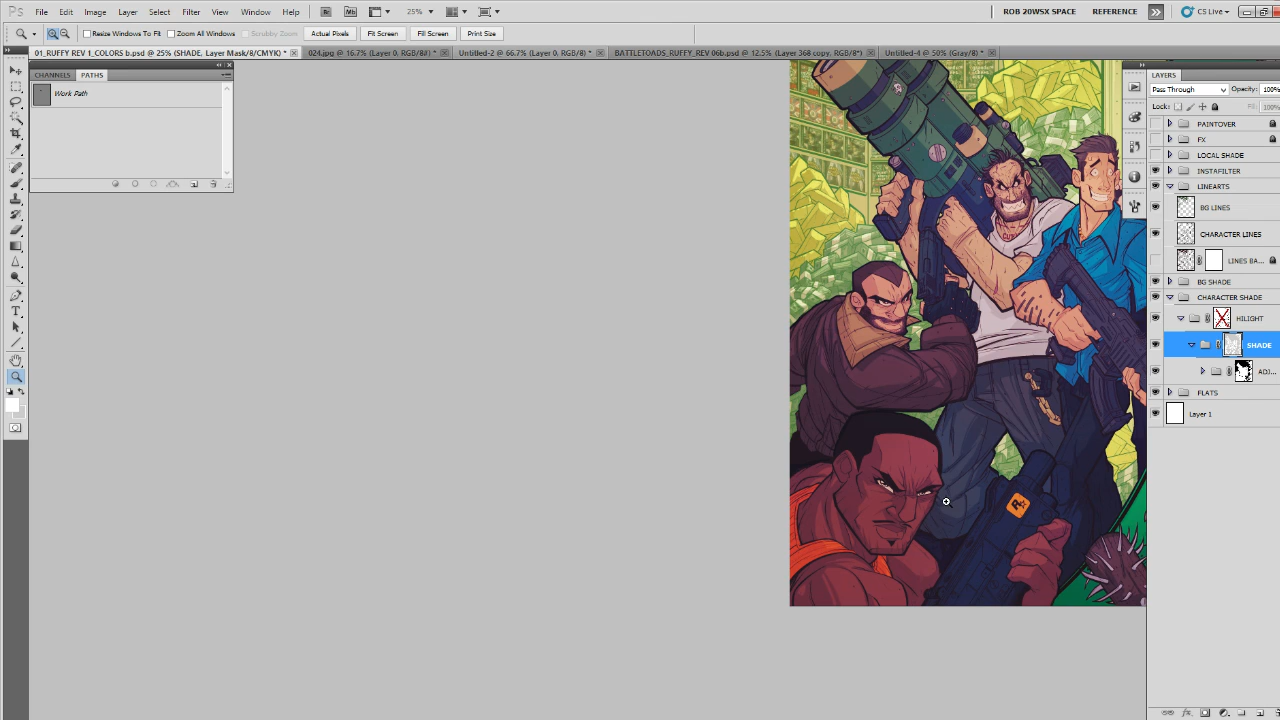 Ps File Edit Image Layer Select Filter View Window Help Br Mb 25% ROB 20WSX SPACE REFERENCE CS Live
Resize Windows To Fit Zoom All Windows Scrubby Zoom Actual Pixels Fit Screen Fill Screen Print Size
01_RUFFY REV 1_COLORS b.psd @ 25% (SHADE, Layer Mask/8/CMYK) * 024.jpg @ 16.7% (Layer 0, RGB/8#) * Untitled-2 @ 66.7% (Layer 0, RGB/8) * BATTLETOADS_RUFFY_REV 06b.psd @ 12.5% (Layer 368 copy, RGB/8*) Untitled-4 @ 50% (Gray/8) *
CHANNELS PATHS
Work Path
LAYERS
Pass Through Opacity: 100%
Lock: Fill: 100%
PAINTOVER
FX
LOCAL SHADE
INSTAFILTER
LINEARTS
BG LINES
CHARACTER LINES
LINES BA...
BG SHADE
CHARACTER SHADE
HILIGHT
SHADE
ADJ...
FLATS
Layer 1